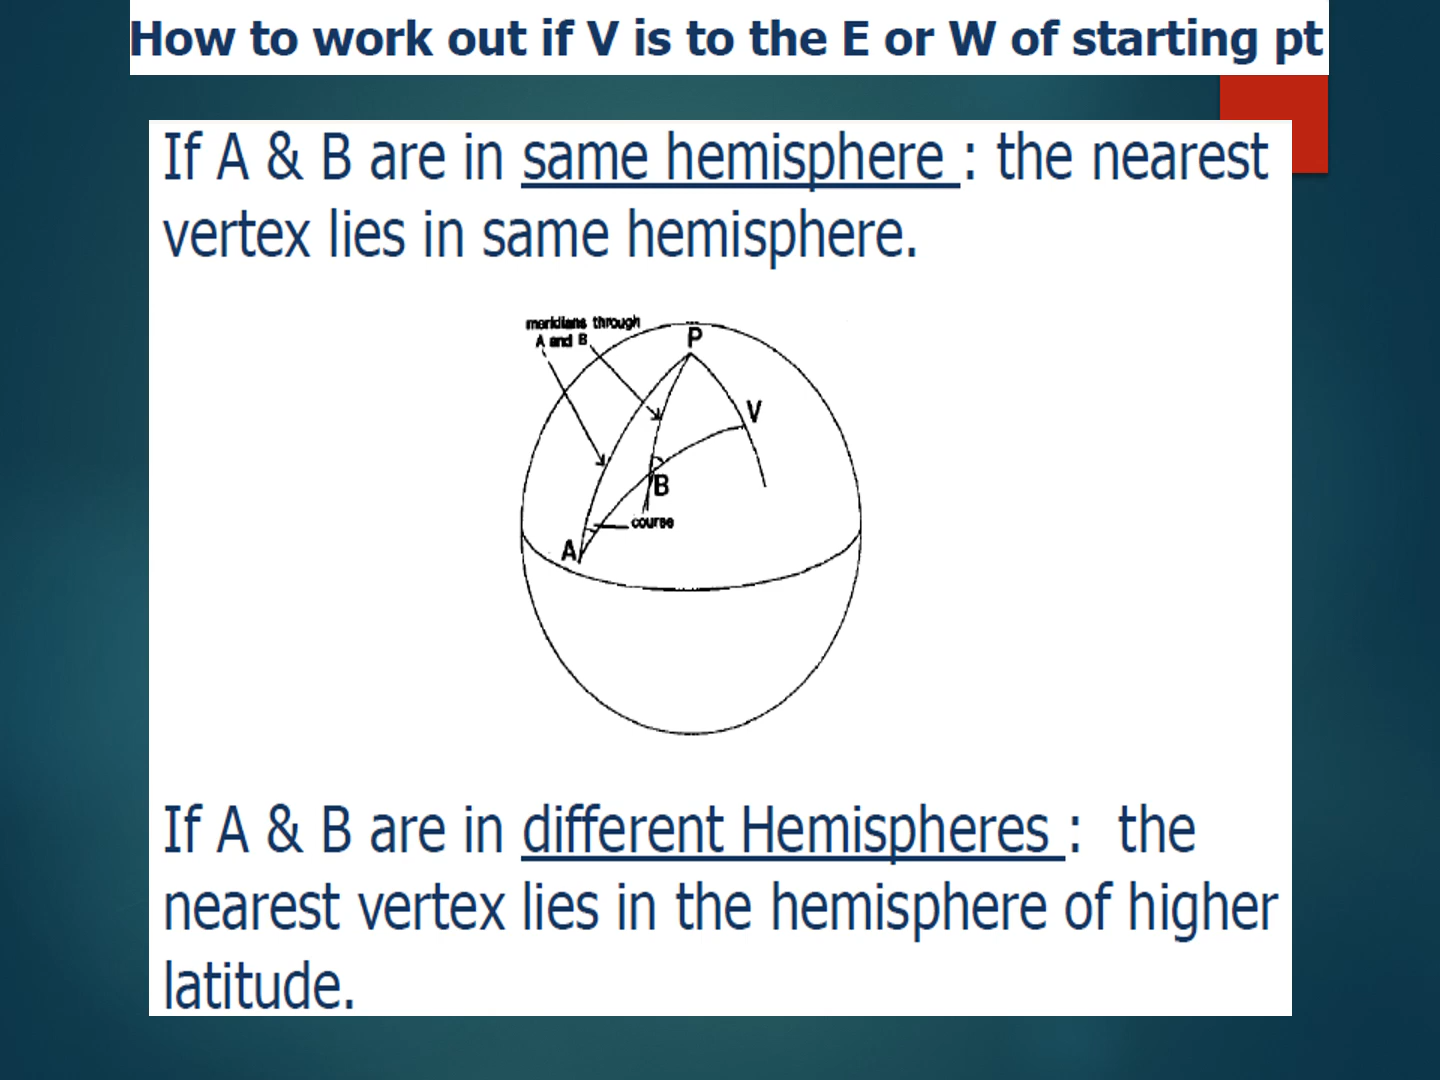 How to work out if V is to the E or W of starting pt
If A & B are in same hemisphere : the nearest
vertex lies in same hemisphere.
meridians through
A and B
P
V
B
course
A
If A & B are in different Hemispheres : the
nearest vertex lies in the hemisphere of higher
latitude.